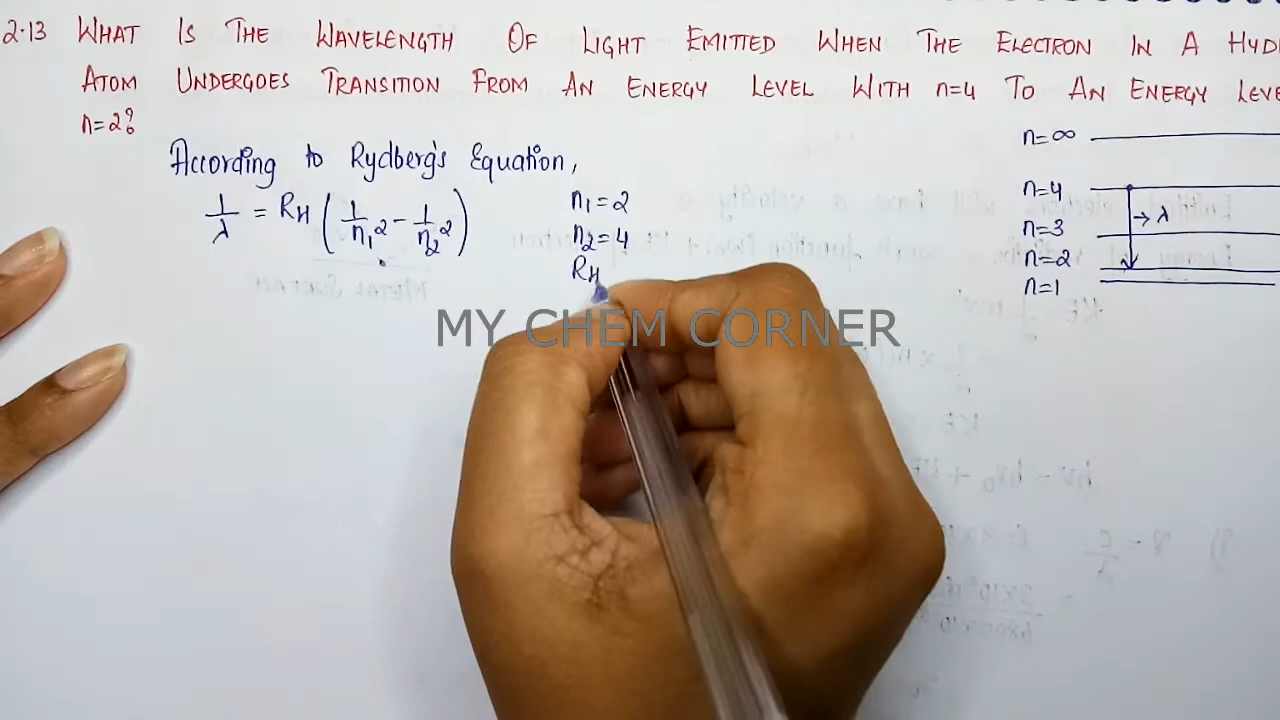 2.13 WHAT IS THE WAVELENGTH OF LIGHT EMITTED WHEN THE ELECTRON IN A HYD
ATOM UNDERGOES TRANSITION FROM AN ENERGY LEVEL WITH n=4 TO AN ENERGY LEVE
n=2?
According to Rydberg's Equation,
1/λ = RH (1/n₁² - 1/n₂²)
n₁=2
n₂=4
RH
n=∞
n=4
→ λ
n=3
n=2
n=1
MY CHEM CORNER